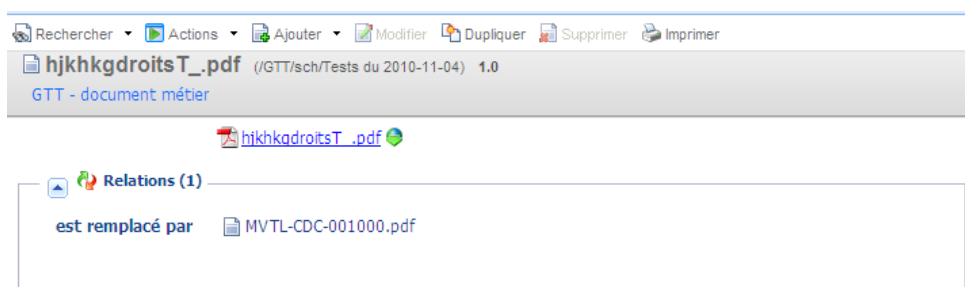 Rechercher Actions Ajouter Modifier Dupliquer Supprimer Imprimer
hjkhkgdroitsT_.pdf (/GTT/sch/Tests du 2010-11-04) 1.0
GTT - document métier
hjkhkgdroitsT_.pdf
Relations (1)
est remplacé par MVTL-CDC-001000.pdf